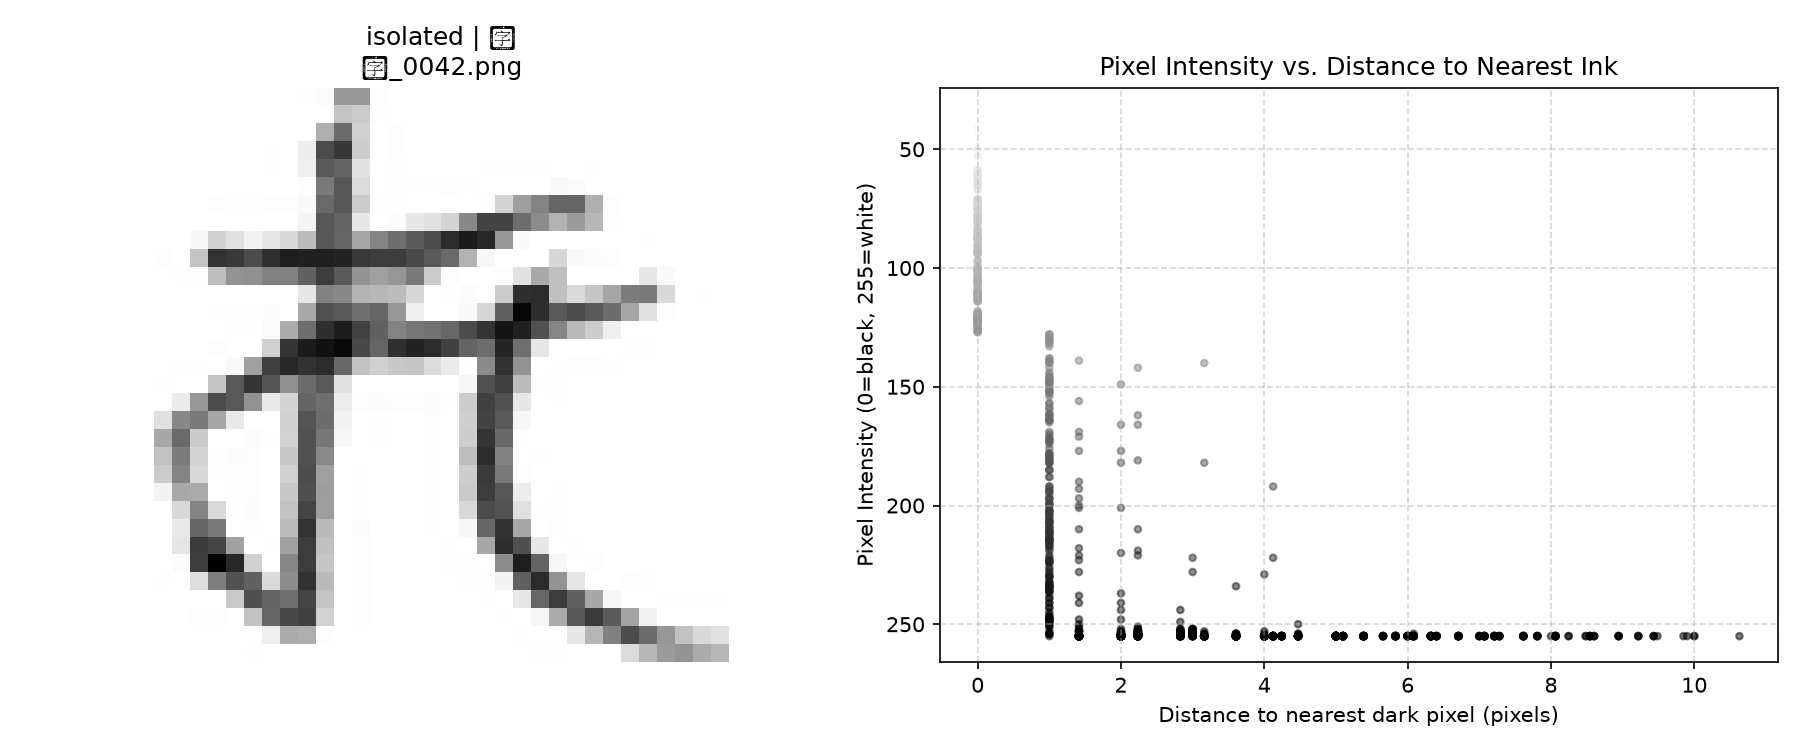 isolated |
_0042.png
Pixel Intensity vs. Distance to Nearest Ink
Pixel Intensity (0=black, 255=white)
50
100
150
200
250
0 2 4 6 8 10
Distance to nearest dark pixel (pixels)